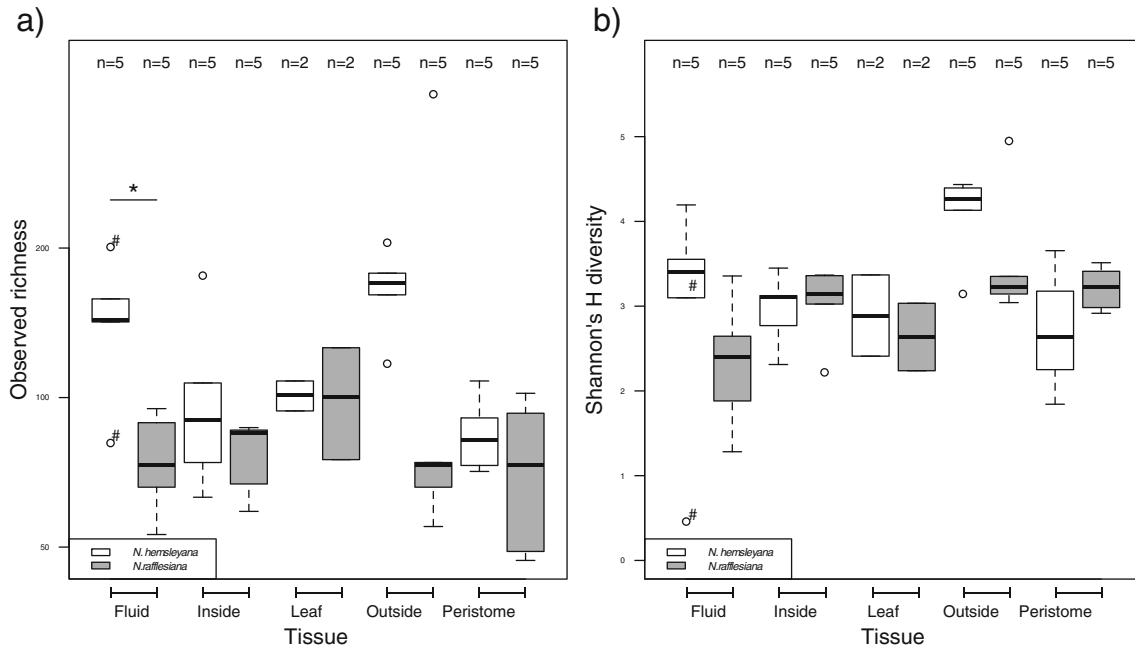 a)
n=5 n=5 n=5 n=5 n=2 n=2 n=5 n=5 n=5 n=5
*
#
#
Observed richness
200
100
50
N. hemsleyana
N.rafflesiana
Fluid Inside Leaf Outside Peristome
Tissue
b)
n=5 n=5 n=5 n=5 n=2 n=2 n=5 n=5 n=5 n=5
#
#
Shannon's H diversity
5
4
3
2
1
0
N. hemsleyana
N.rafflesiana
Fluid Inside Leaf Outside Peristome
Tissue